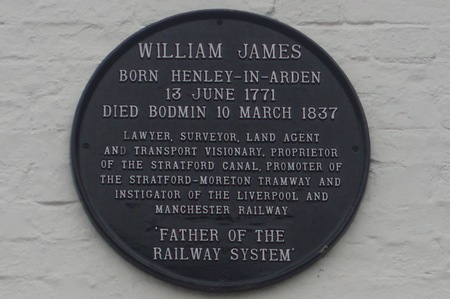 WILLIAM JAMES
BORN HENLEY-IN-ARDEN
13 JUNE 1771
DIED BODMIN 10 MARCH 1837
LAWYER, SURVEYOR, LAND AGENT
AND TRANSPORT VISIONARY, PROPRIETOR
OF THE STRATFORD CANAL, PROMOTER OF
THE STRATFORD-MORETON TRAMWAY AND
INSTIGATOR OF THE LIVERPOOL AND
MANCHESTER RAILWAY
'FATHER OF THE
RAILWAY SYSTEM'